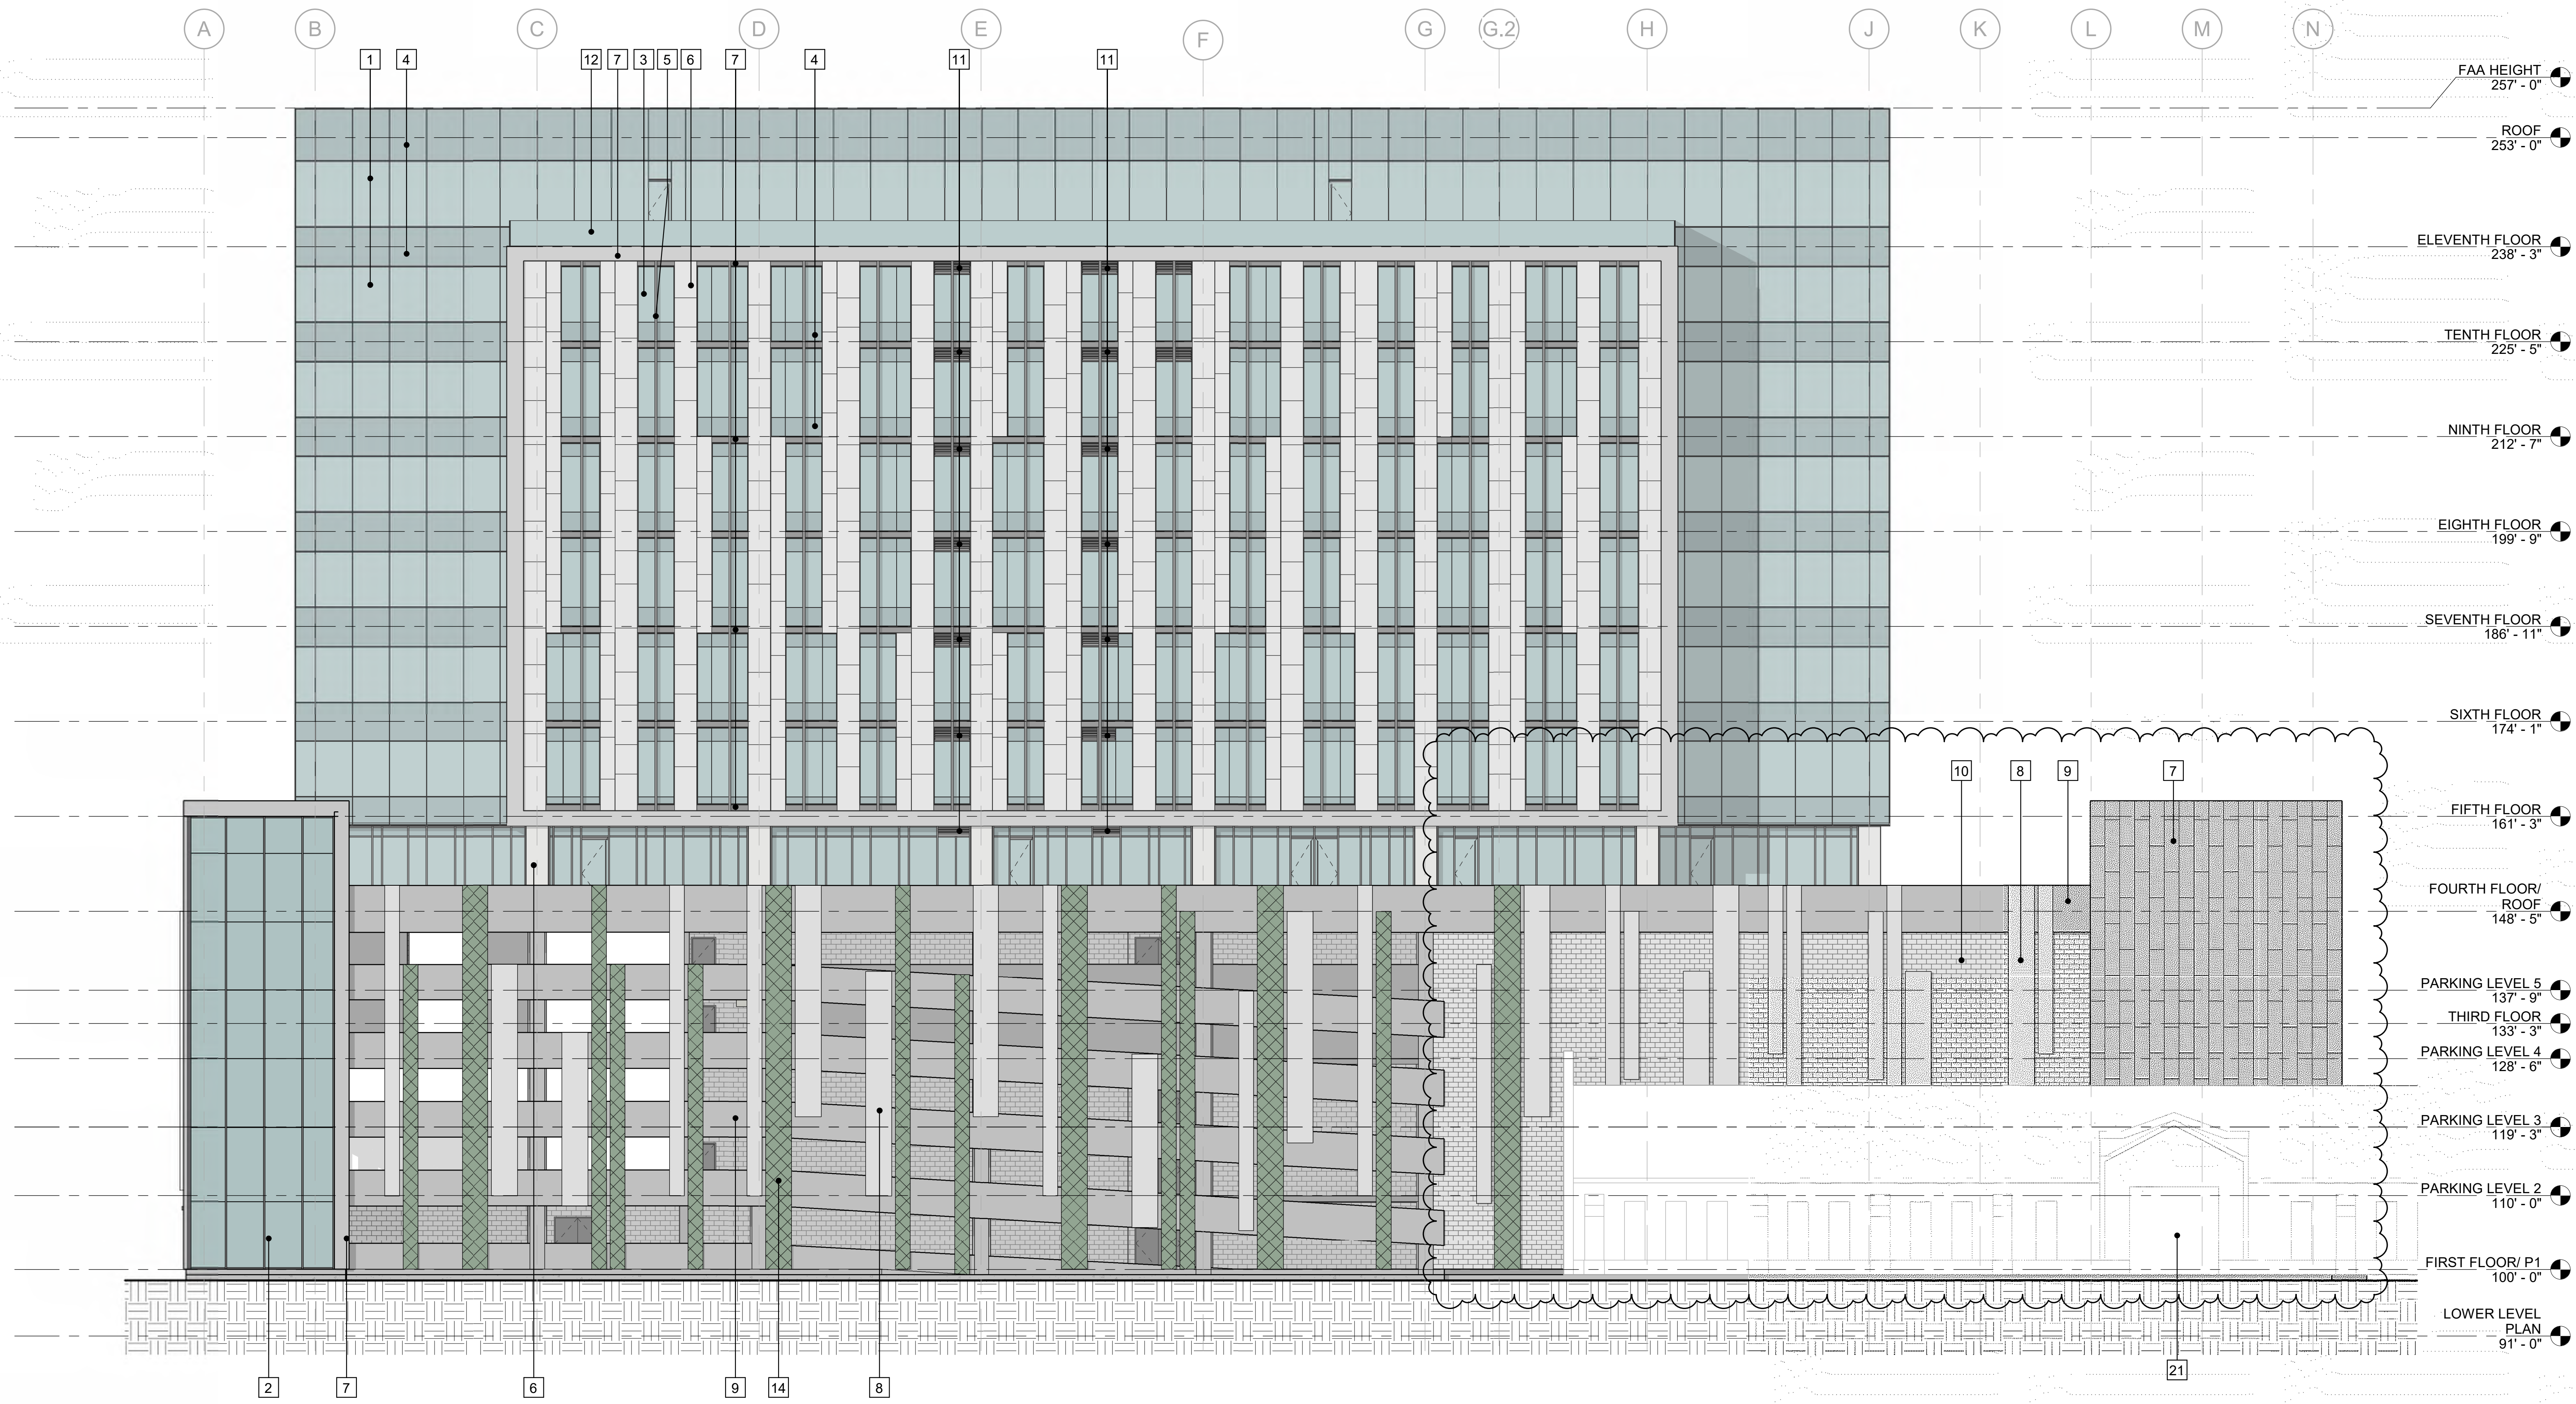 A B C D E F G G.2 H J K L M N
1 4 12 7 3 5 6 7 4 11 11
FAA HEIGHT
257' - 0"
ROOF
253' - 0"
ELEVENTH FLOOR
238' - 3"
TENTH FLOOR
225' - 5"
NINTH FLOOR
212' - 7"
EIGHTH FLOOR
199' - 9"
SEVENTH FLOOR
186' - 11"
SIXTH FLOOR
174' - 1"
10 8 9 7
FIFTH FLOOR
161' - 3"
FOURTH FLOOR/
ROOF
148' - 5"
PARKING LEVEL 5
137' - 9"
THIRD FLOOR
133' - 3"
PARKING LEVEL 4
128' - 6"
PARKING LEVEL 3
119' - 3"
PARKING LEVEL 2
110' - 0"
FIRST FLOOR/ P1
100' - 0"
LOWER LEVEL
PLAN
91' - 0"
2 7 6 9 14 8 21